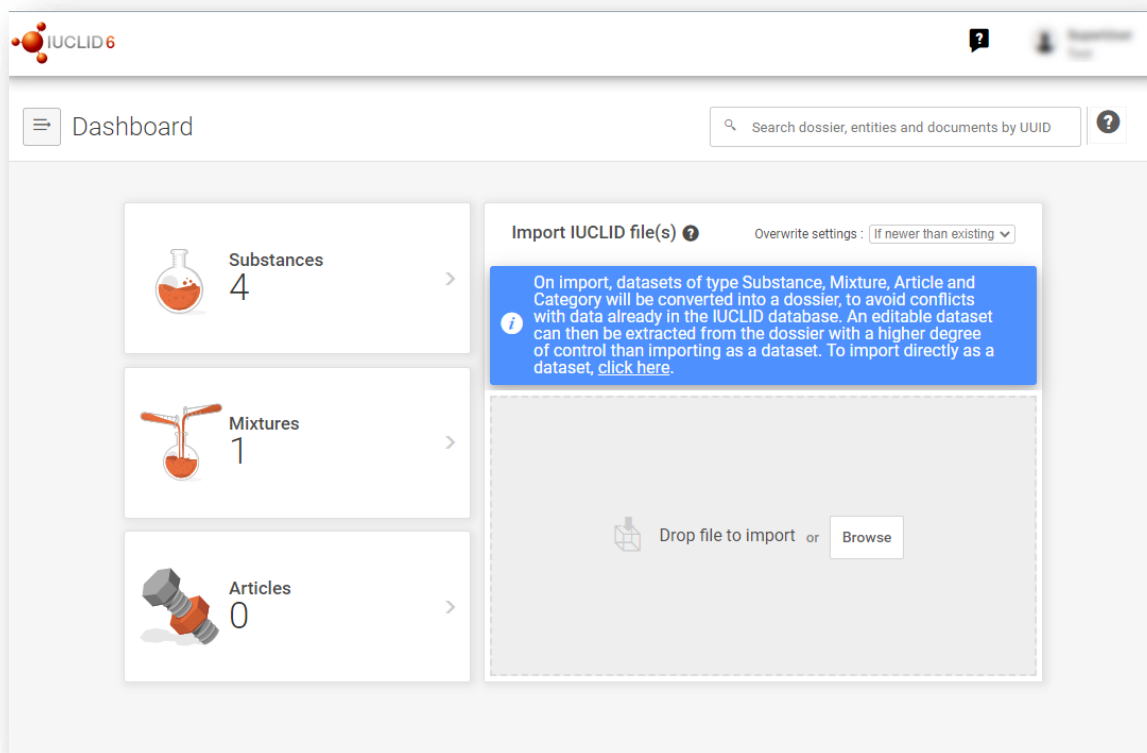 IUCLID 6
?
Dashboard
Search dossier, entities and documents by UUID
?
Substances
4
Mixtures
1
Articles
0
Import IUCLID file(s) ?
Overwrite settings : If newer than existing
i
On import, datasets of type Substance, Mixture, Article and
Category will be converted into a dossier, to avoid conflicts
with data already in the IUCLID database. An editable dataset
can then be extracted from the dossier with a higher degree
of control than importing as a dataset. To import directly as a
dataset, click here.
Drop file to import or Browse